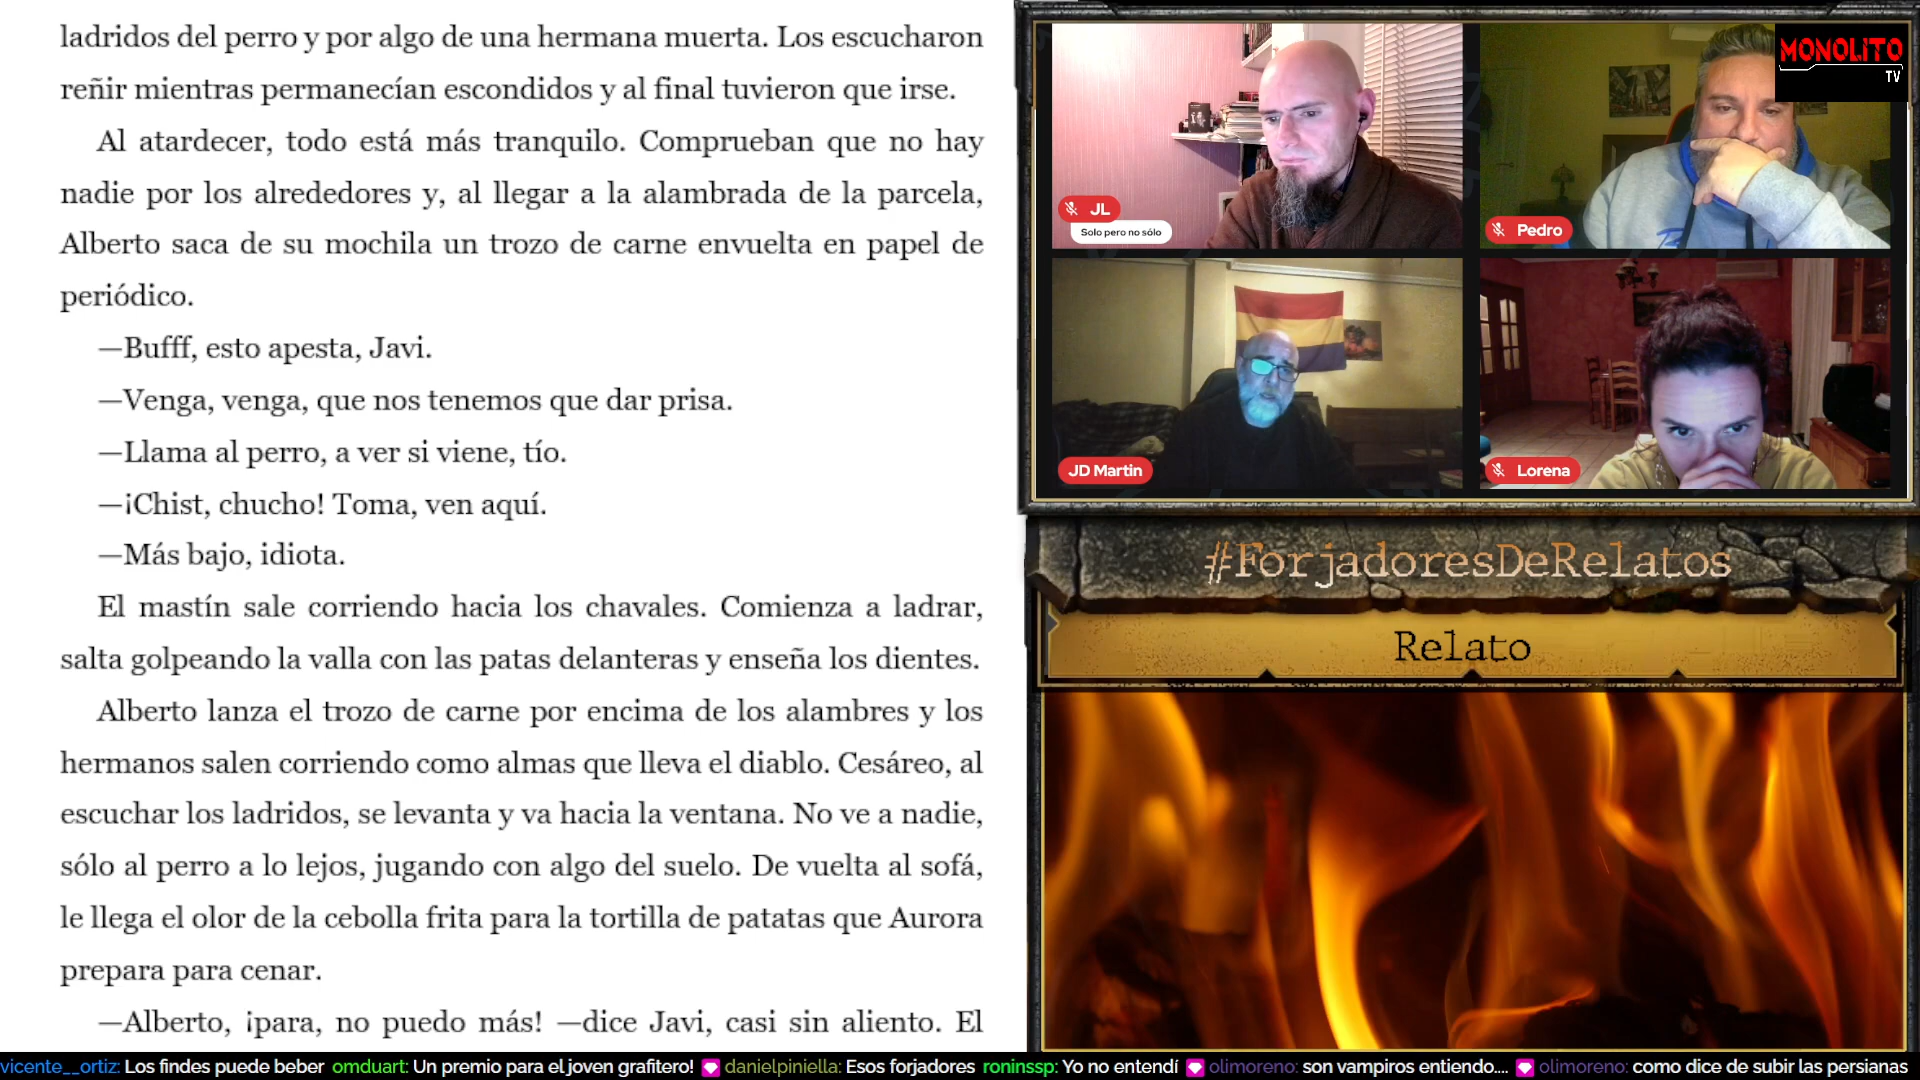 ladridos del perro y por algo de una hermana muerta. Los escucharon
reñir mientras permanecían escondidos y al final tuvieron que irse.
Al atardecer, todo está más tranquilo. Comprueban que no hay
nadie por los alrededores y, al llegar a la alambrada de la parcela,
Alberto saca de su mochila un trozo de carne envuelta en papel de
periódico.
—Bufff, esto apesta, Javi.
—Venga, venga, que nos tenemos que dar prisa.
—Llama al perro, a ver si viene, tío.
—¡Chist, chucho! Toma, ven aquí.
—Más bajo, idiota.
El mastín sale corriendo hacia los chavales. Comienza a ladrar,
salta golpeando la valla con las patas delanteras y enseña los dientes.
Alberto lanza el trozo de carne por encima de los alambres y los
hermanos salen corriendo como almas que lleva el diablo. Cesáreo, al
escuchar los ladridos, se levanta y va hacia la ventana. No ve a nadie,
sólo al perro a lo lejos, jugando con algo del suelo. De vuelta al sofá,
le llega el olor de la cebolla frita para la tortilla de patatas que Aurora
prepara para cenar.
—Alberto, ¡para, no puedo más! —dice Javi, casi sin aliento. El
MONOLITO
TV
JL
Solo pero no sólo
Pedro
JD Martin
Lorena
#ForjadoresDeRelatos
Relato
vicente__ortiz: Los findes puede beber omduart: Un premio para el joven grafitero! danielpiniella: Esos forjadores roninssp: Yo no entendí olimoreno: son vampiros entiendo.... olimoreno: como dice de subir las persianas